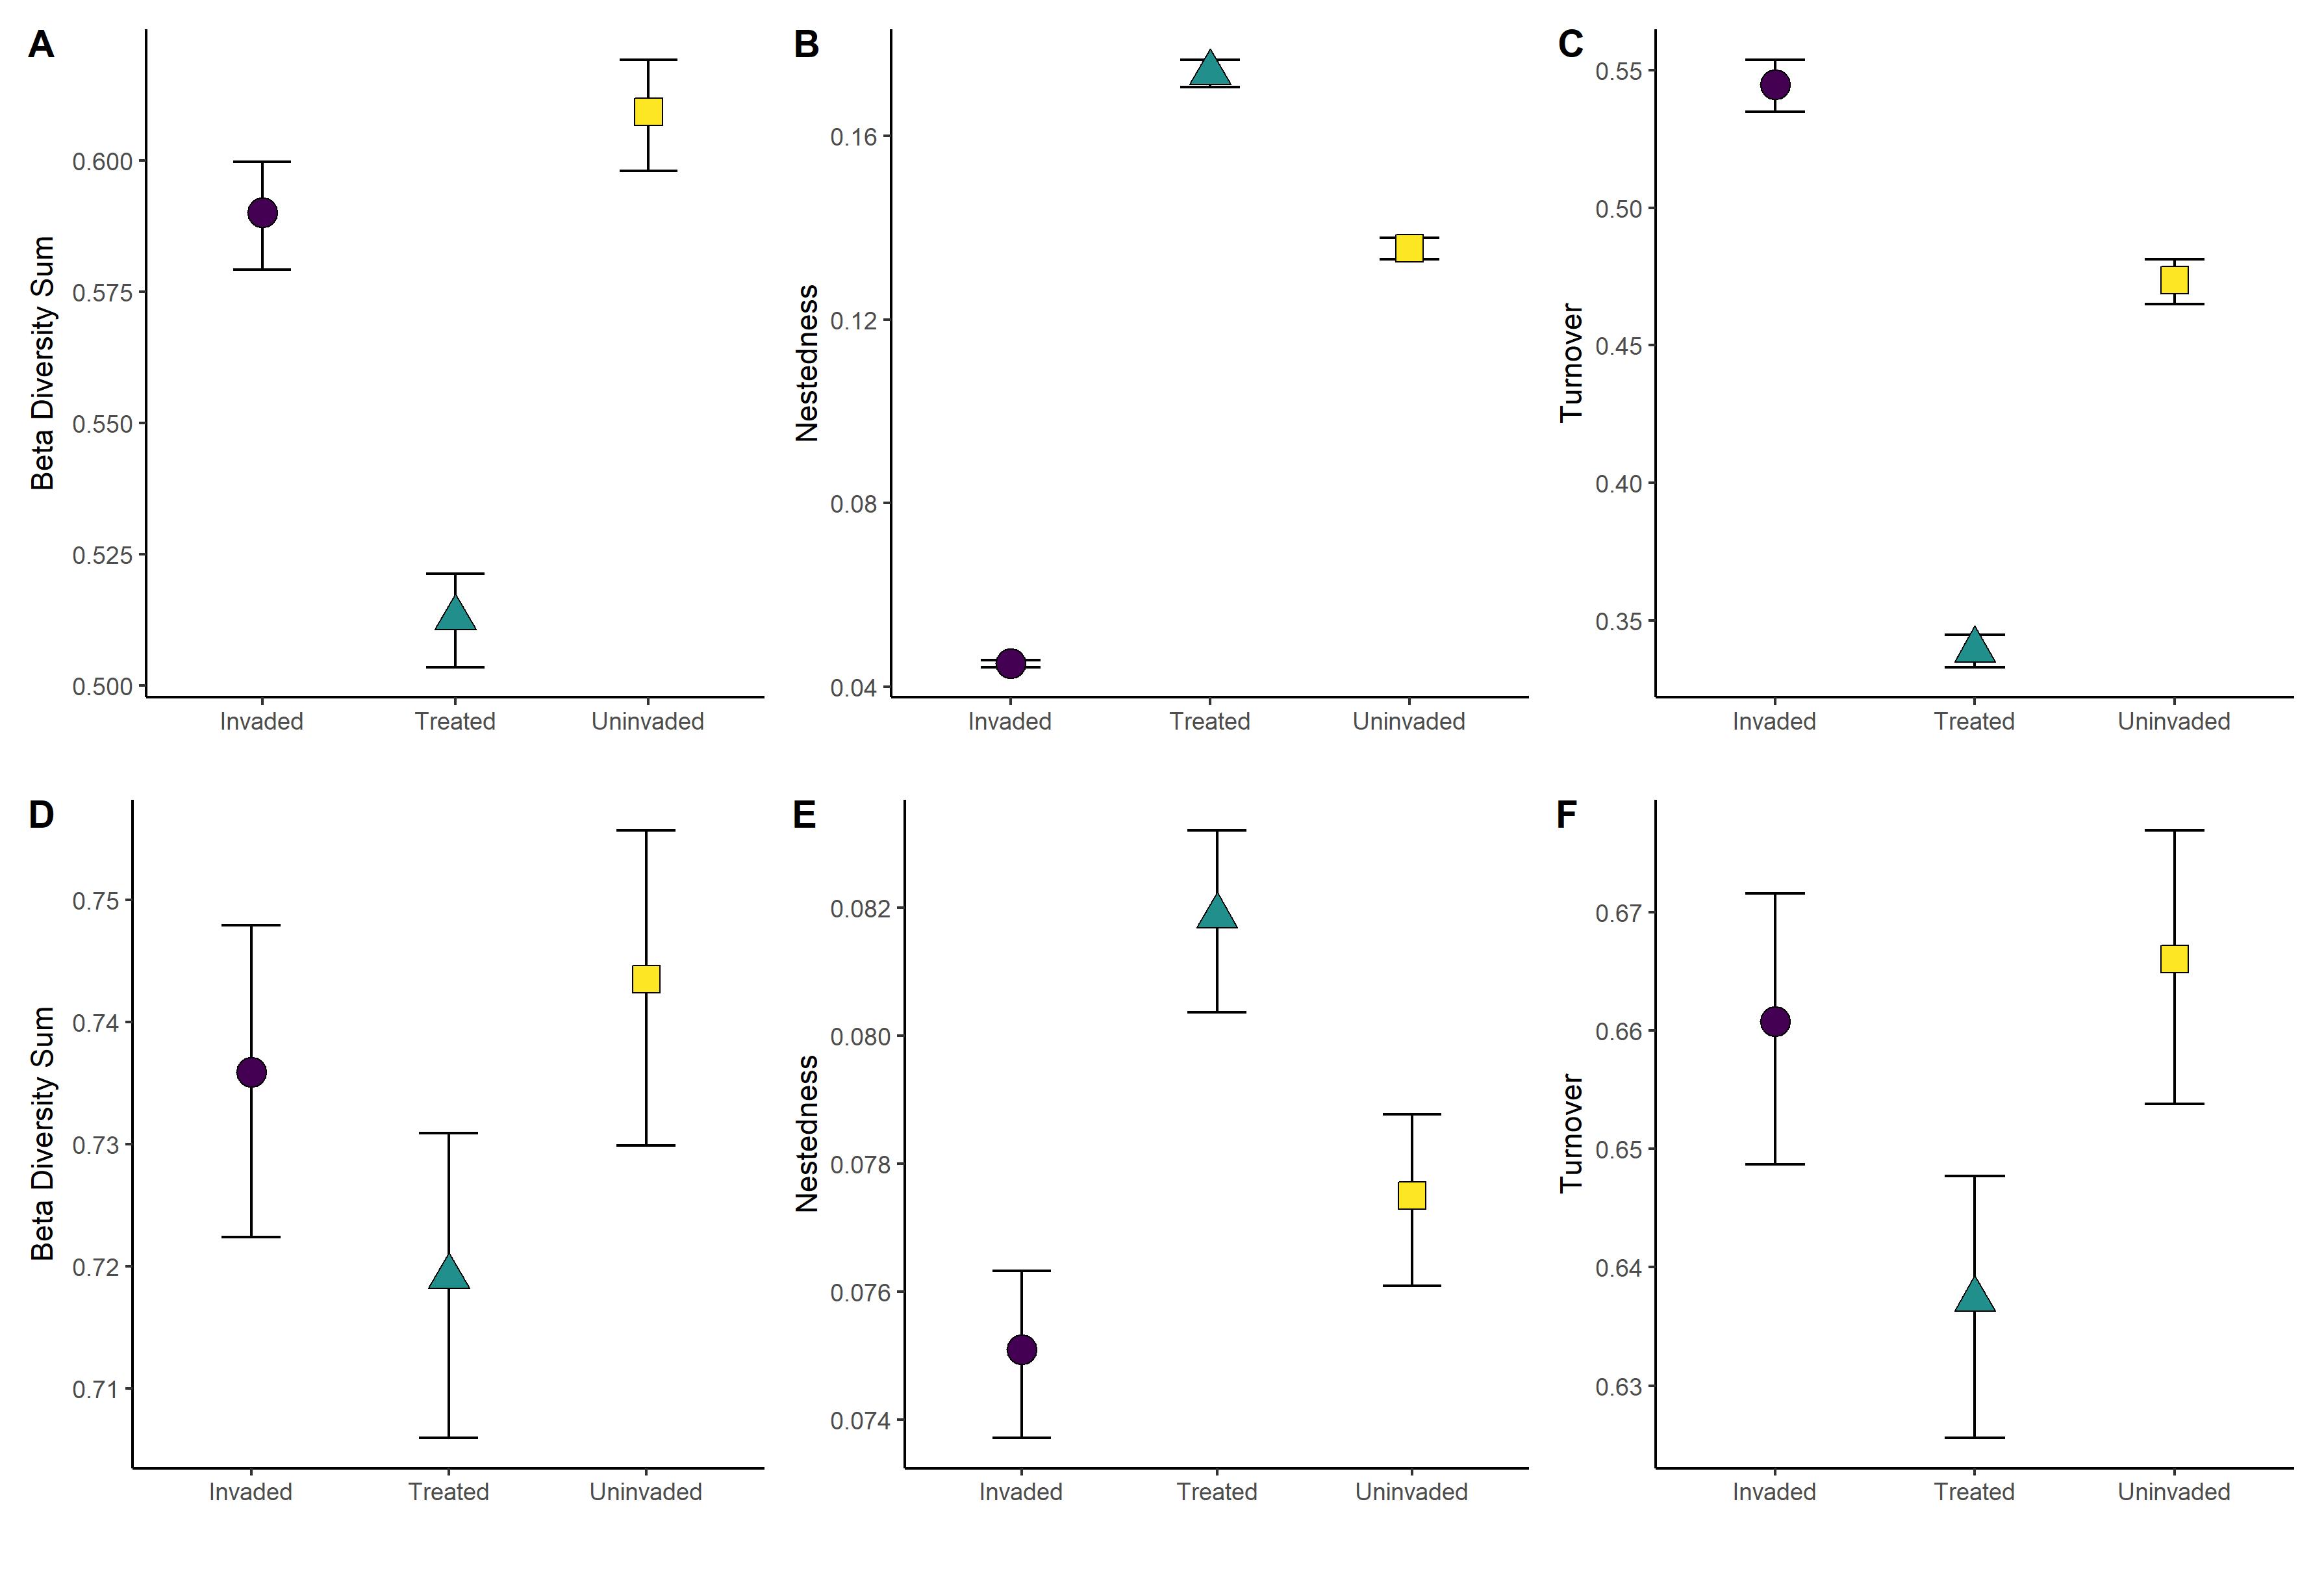 A
Beta Diversity Sum
0.600
0.575
0.550
0.525
0.500
Invaded Treated Uninvaded
B
Nestedness
0.16
0.12
0.08
0.04
Invaded Treated Uninvaded
C
Turnover
0.55
0.50
0.45
0.40
0.35
Invaded Treated Uninvaded
D
Beta Diversity Sum
0.75
0.74
0.73
0.72
0.71
Invaded Treated Uninvaded
E
Nestedness
0.082
0.080
0.078
0.076
0.074
Invaded Treated Uninvaded
F
Turnover
0.67
0.66
0.65
0.64
0.63
Invaded Treated Uninvaded